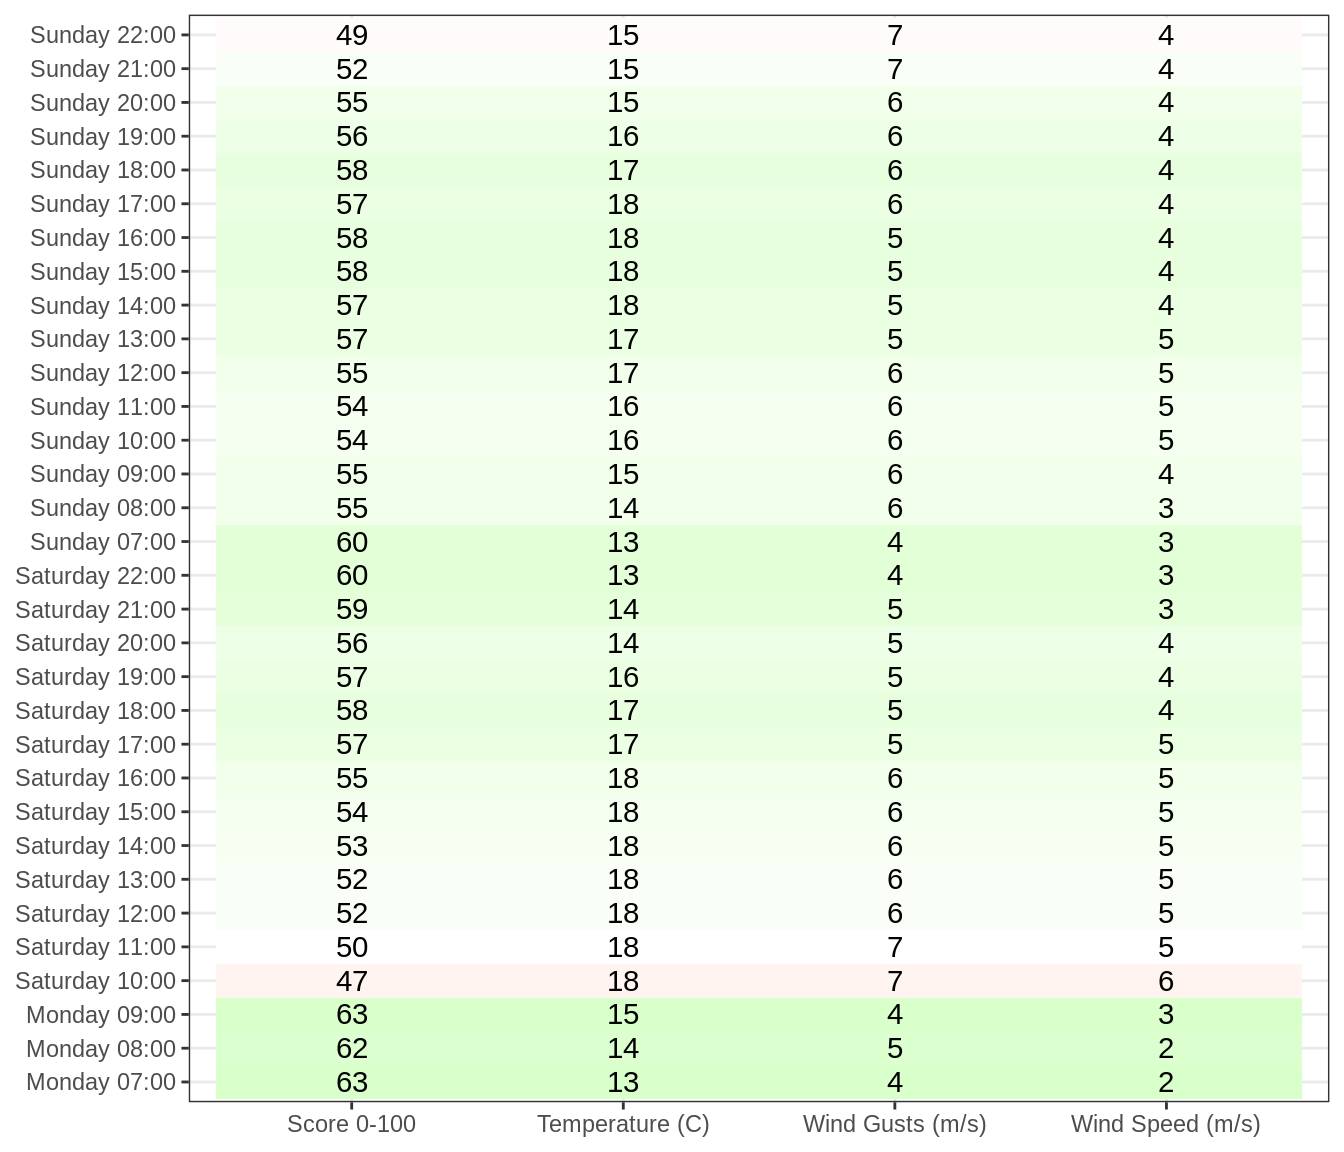 Sunday 22:00 49 15 7 4
Sunday 21:00 52 15 7 4
Sunday 20:00 55 15 6 4
Sunday 19:00 56 16 6 4
Sunday 18:00 58 17 6 4
Sunday 17:00 57 18 6 4
Sunday 16:00 58 18 5 4
Sunday 15:00 58 18 5 4
Sunday 14:00 57 18 5 4
Sunday 13:00 57 17 5 5
Sunday 12:00 55 17 6 5
Sunday 11:00 54 16 6 5
Sunday 10:00 54 16 6 5
Sunday 09:00 55 15 6 4
Sunday 08:00 55 14 6 3
Sunday 07:00 60 13 4 3
Saturday 22:00 60 13 4 3
Saturday 21:00 59 14 5 3
Saturday 20:00 56 14 5 4
Saturday 19:00 57 16 5 4
Saturday 18:00 58 17 5 4
Saturday 17:00 57 17 5 5
Saturday 16:00 55 18 6 5
Saturday 15:00 54 18 6 5
Saturday 14:00 53 18 6 5
Saturday 13:00 52 18 6 5
Saturday 12:00 52 18 6 5
Saturday 11:00 50 18 7 5
Saturday 10:00 47 18 7 6
Monday 09:00 63 15 4 3
Monday 08:00 62 14 5 2
Monday 07:00 63 13 4 2
Score 0-100 Temperature (C) Wind Gusts (m/s) Wind Speed (m/s)